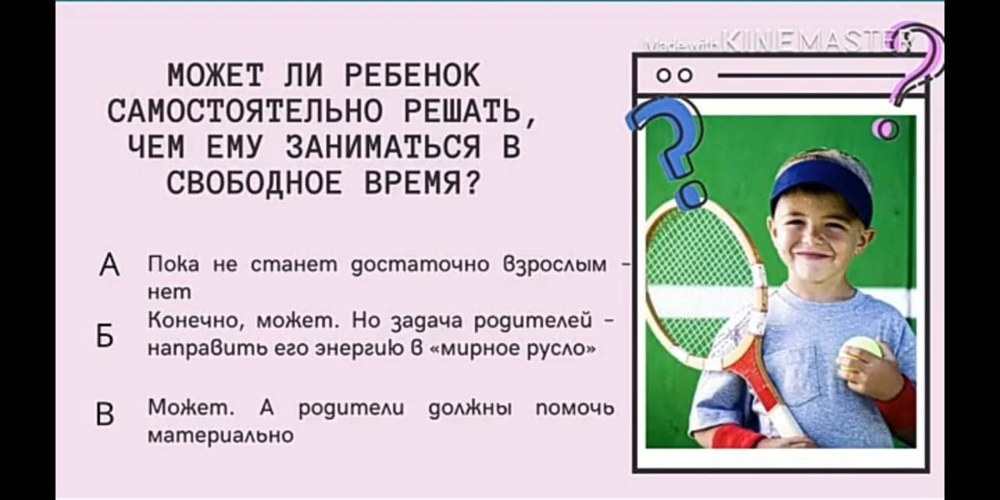 Made with KINEMASTER
МОЖЕТ ЛИ РЕБЕНОК
САМОСТОЯТЕЛЬНО РЕШАТЬ,
ЧЕМ ЕМУ ЗАНИМАТЬСЯ В
СВОБОДНОЕ ВРЕМЯ?
А Пока не станет достаточно взрослым –
нет
Б Конечно, может. Но задача родителей –
направить его энергию в «мирное русло»
В Может. А родители должны помочь
материально